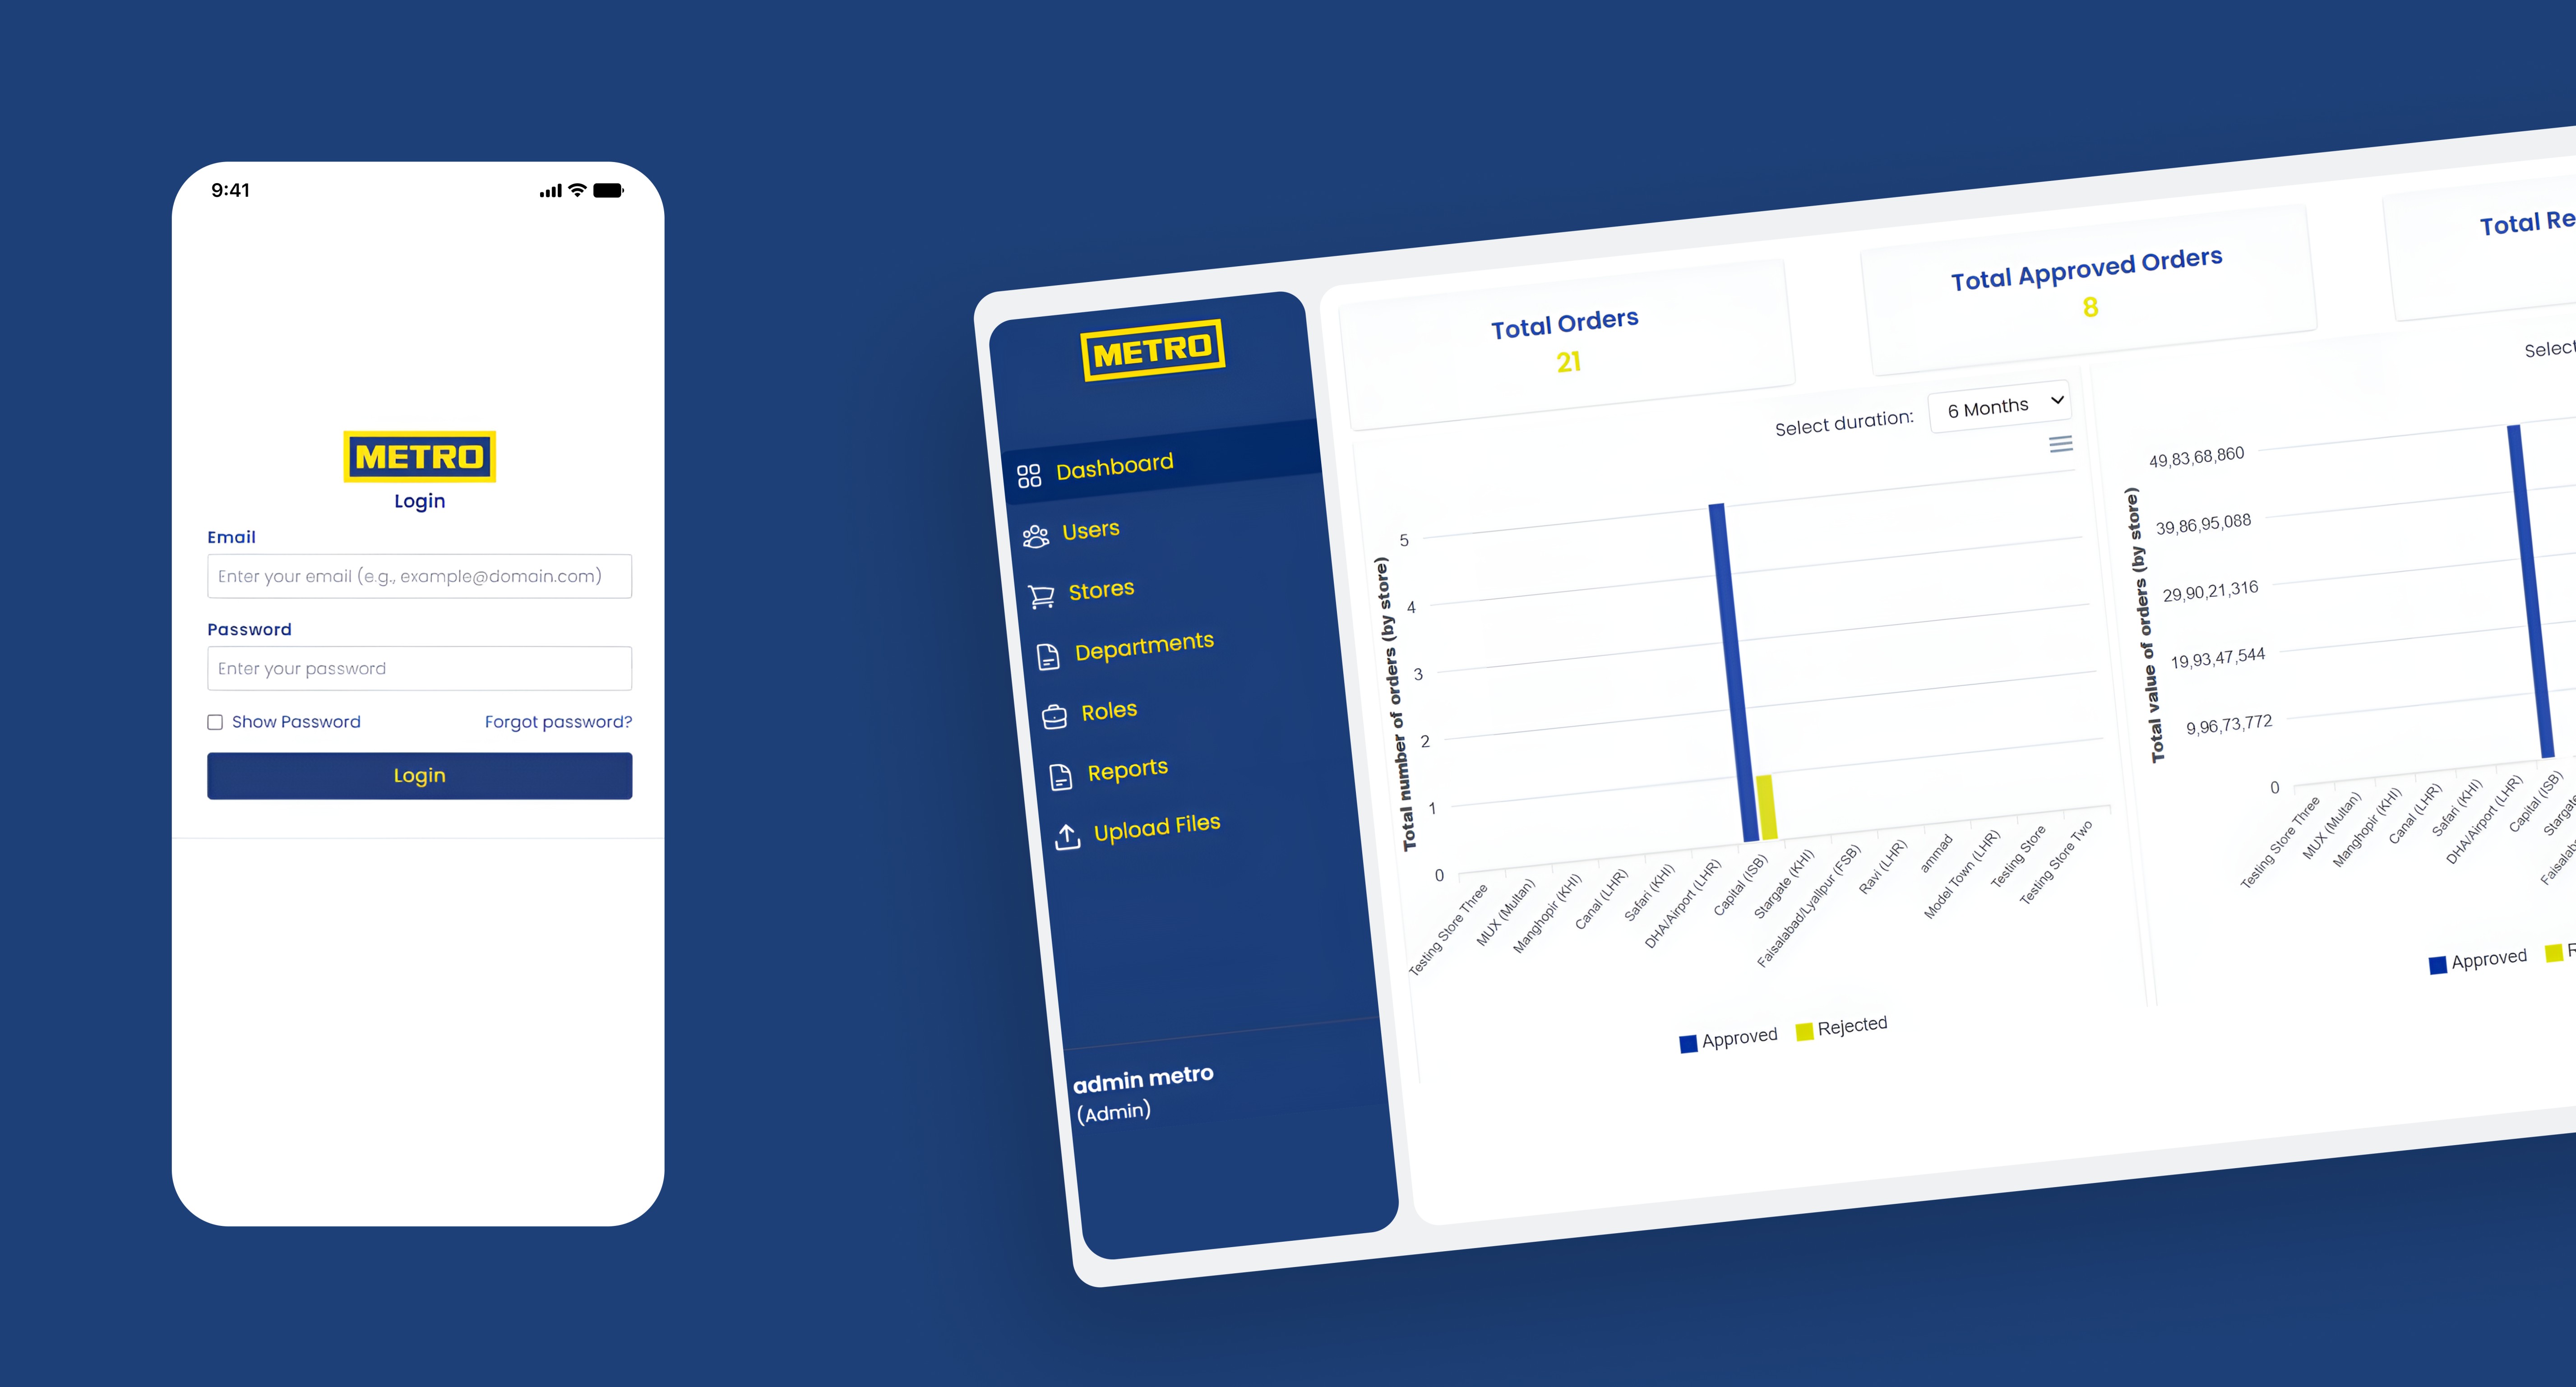 9:41
METRO
Login
Email
Enter your email (e.g., example@domain.com)
Password
Enter your password
Show Password
Forgot password?
Login
METRO
Dashboard
Users
Stores
Departments
Roles
Reports
Upload Files
admin metro
(Admin)
Total Orders
21
Total Approved Orders
8
Total Re
Select duration:
6 Months
Total number of orders (by store)
5
4
3
2
1
0
Testing Store Three
MUX (Multan)
Manghopir (KHI)
Canal (LHR)
Safari (KHI)
DHA/Airport (LHR)
Capital (ISB)
Stargate (KHI)
Faisalabad/Lyallpur (FSB)
Ravi (LHR)
ammad
Model Town (LHR)
Testing Store
Testing Store Two
Approved
Rejected
Select
Total value of orders (by store)
49,83,68,860
39,86,95,088
29,90,21,316
19,93,47,544
9,96,73,772
0
Testing Store Three
MUX (Multan)
Manghopir (KHI)
Canal (LHR)
Safari (KHI)
DHA/Airport (LHR)
Capital (ISB)
Stargate
Faisalab
Approved
R